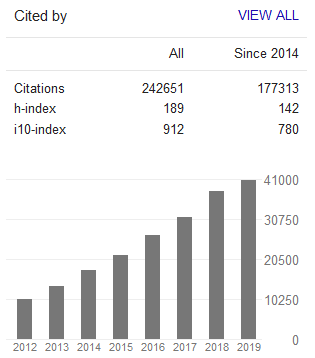 Cited by VIEW ALL
All Since 2014
Citations 242651 177313
h-index 189 142
i10-index 912 780
41000
30750
20500
10250
0
2012 2013 2014 2015 2016 2017 2018 2019